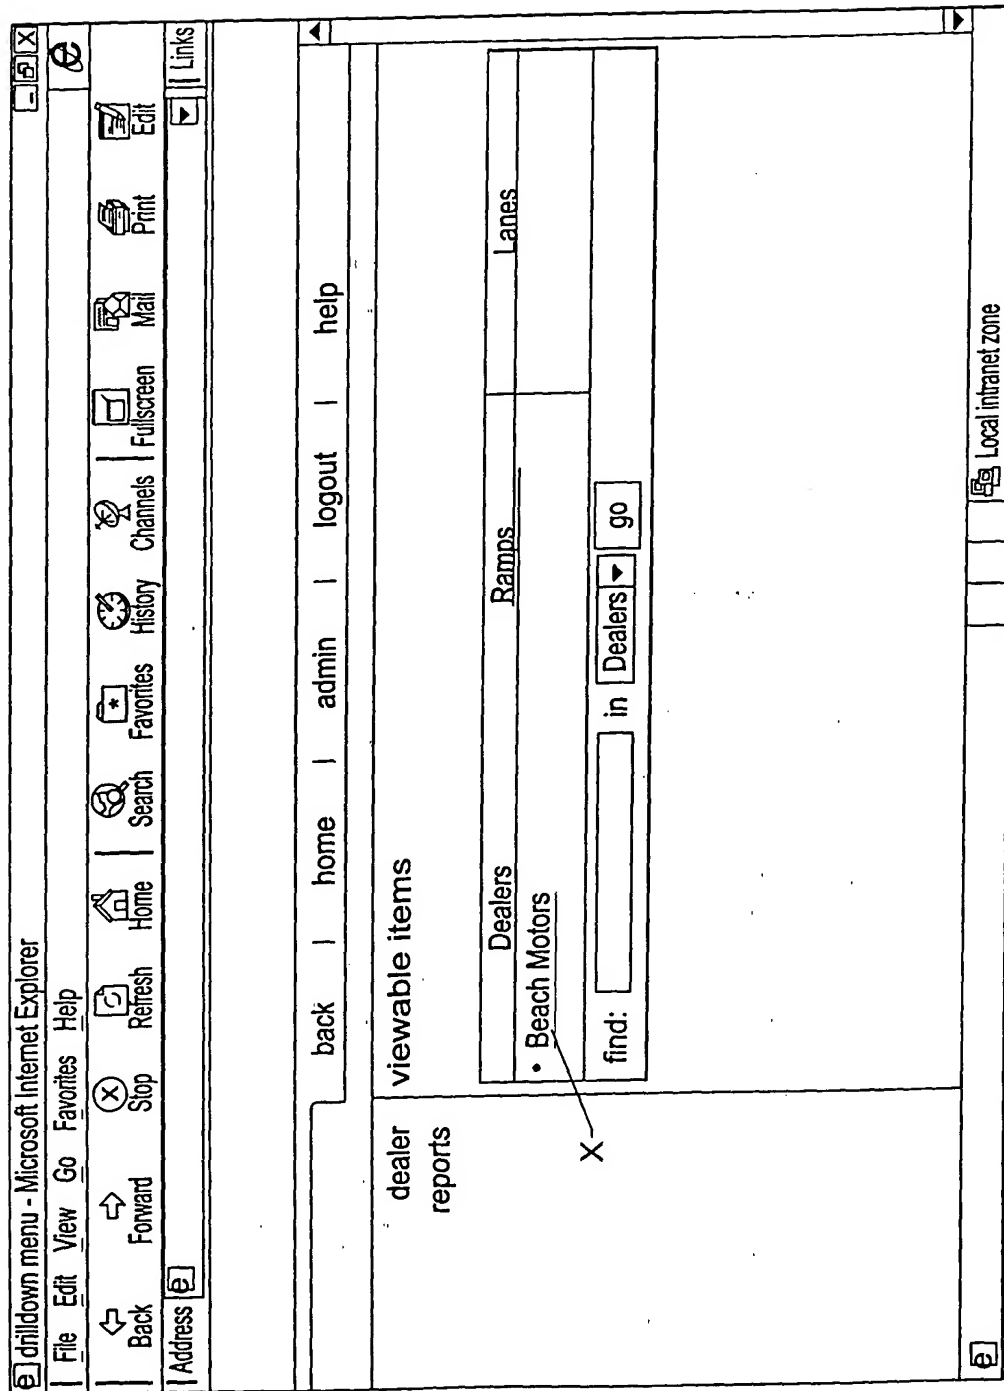 drilldown menu - Microsoft Internet Explorer
File Edit View Go Favorites Help
Back Forward Stop Refresh Home Search Favorites History Channels Fullscreen Mail Print Edit
Address Links
back | home | admin | logout | help
dealer
reports
viewable items
Dealers Ramps Lanes
• Beach Motors
X
find: in Dealers go
Local intranet zone